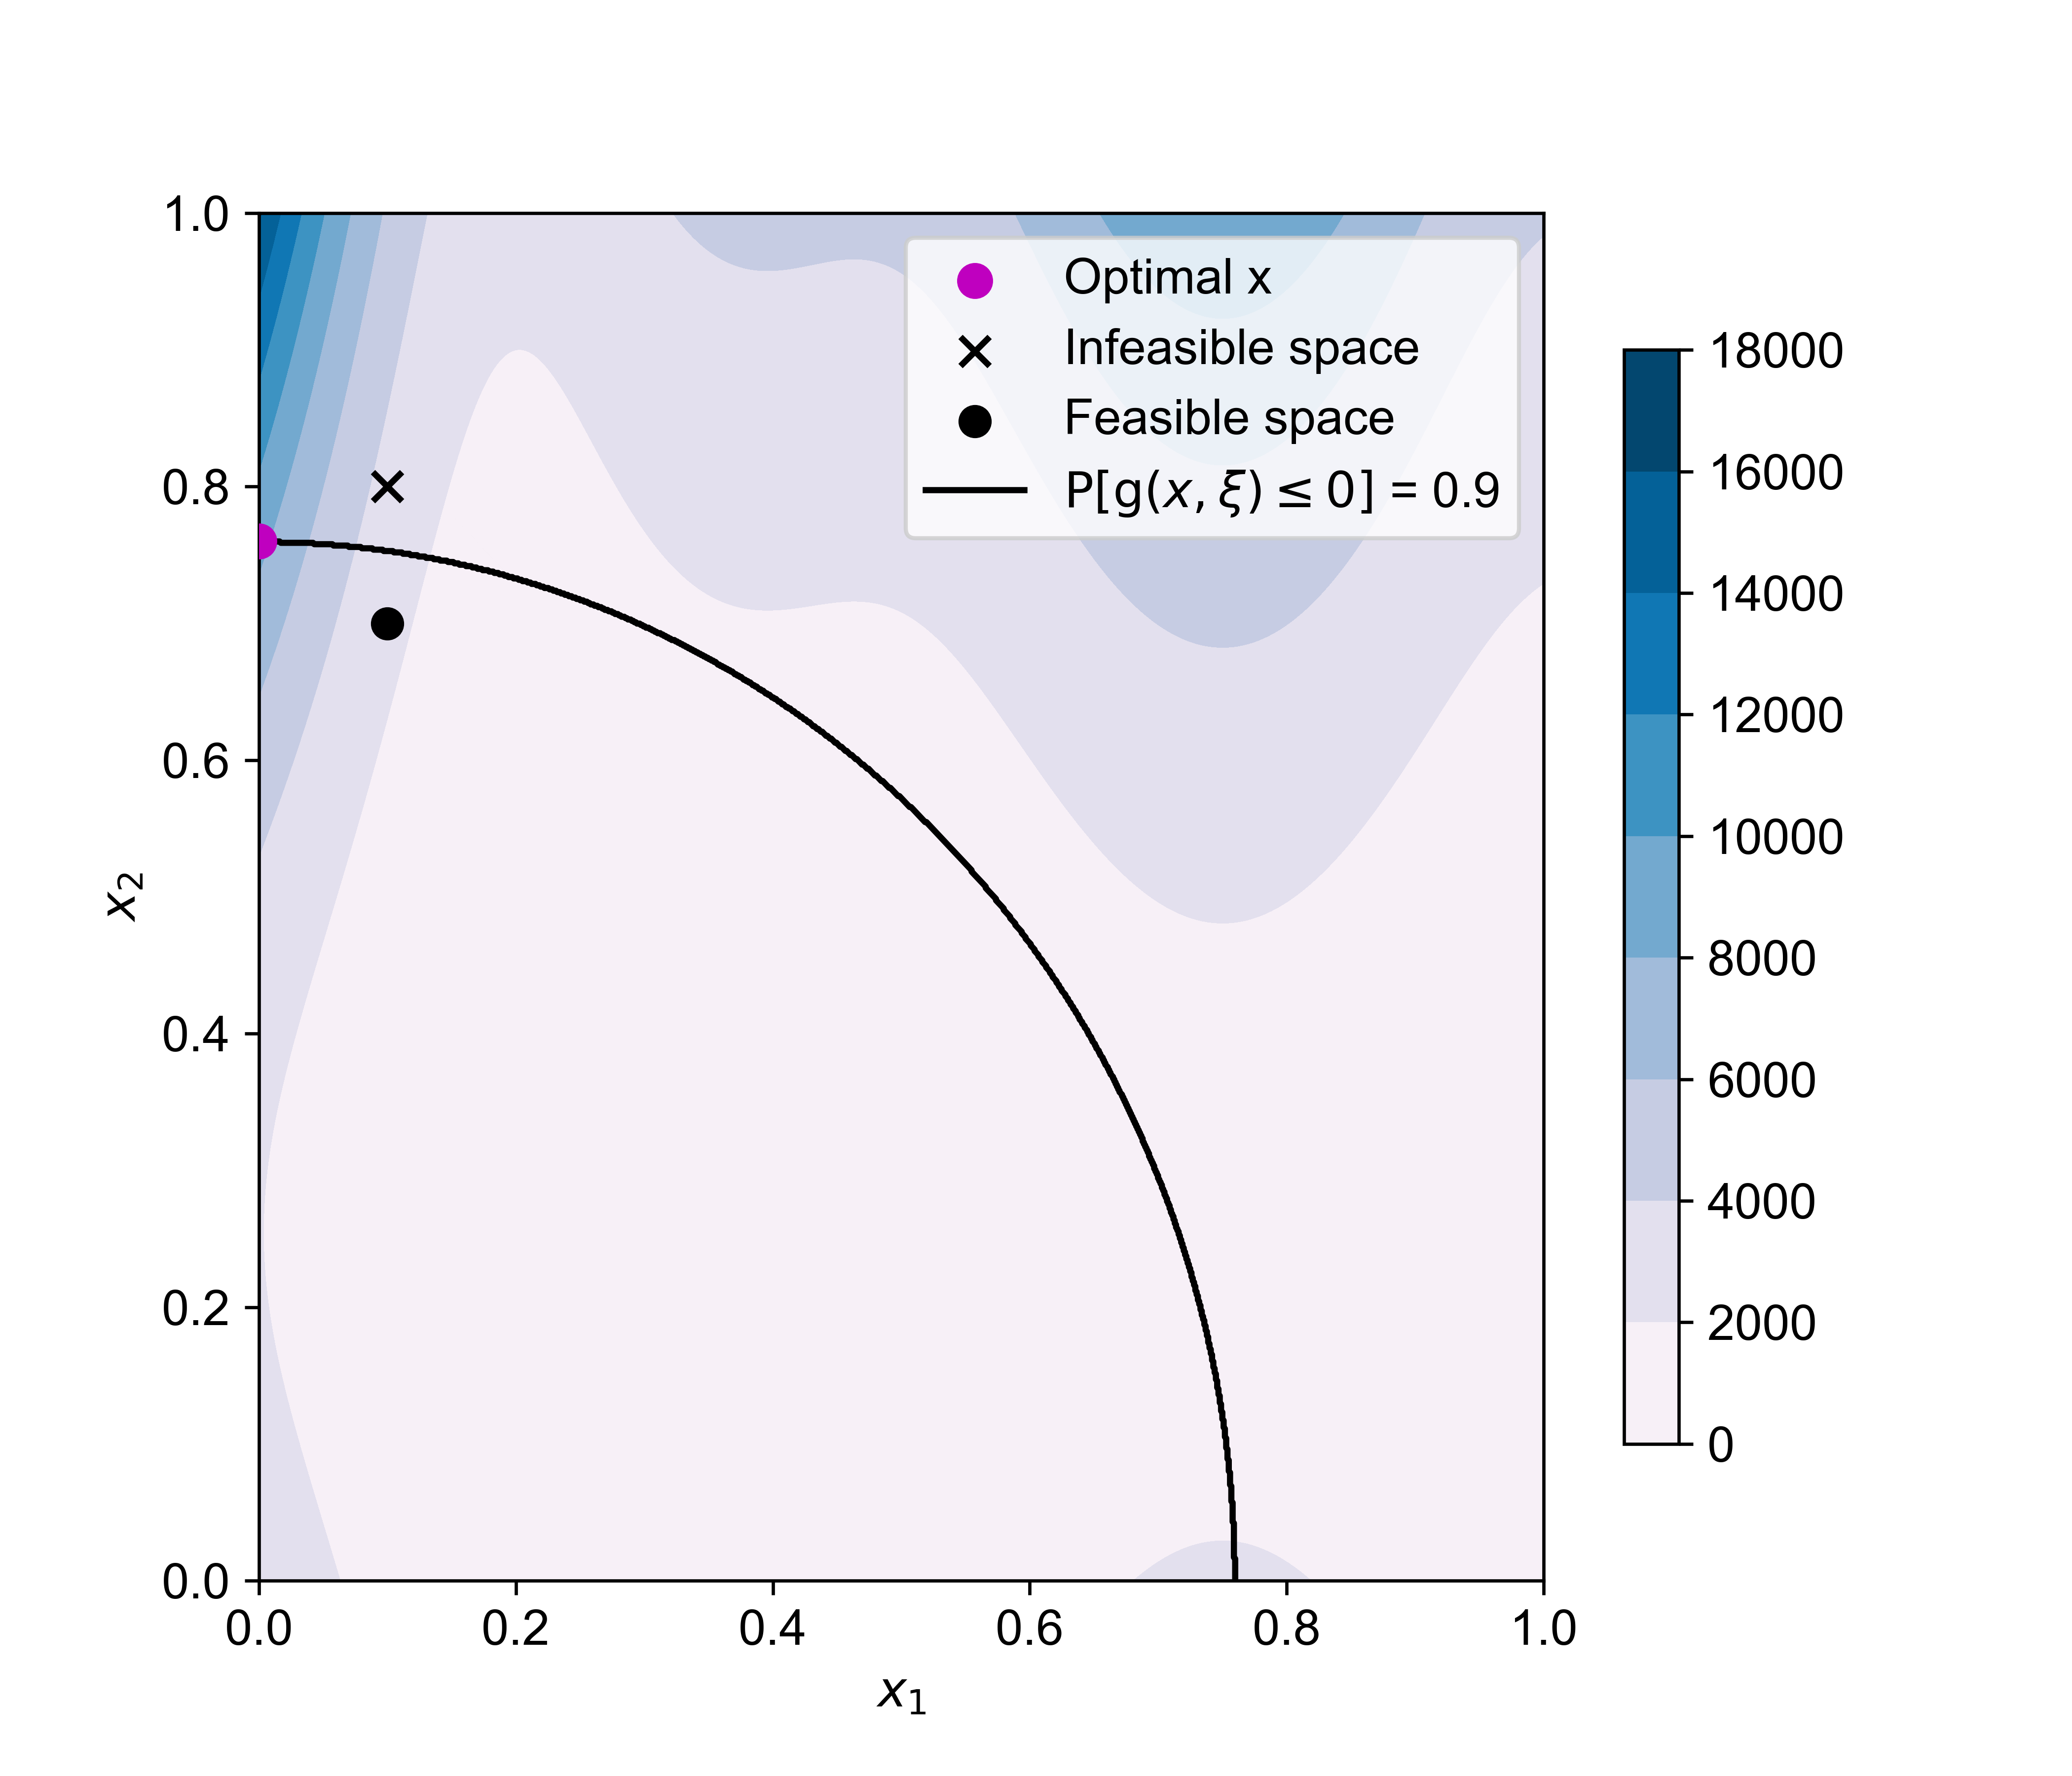 1.0
0.8
0.6
0.4
0.2
0.0
x₂
0.0 0.2 0.4 0.6 0.8 1.0
x₁
Optimal x
Infeasible space
Feasible space
P[g(x, ξ) ≤ 0] = 0.9
18000
16000
14000
12000
10000
8000
6000
4000
2000
0